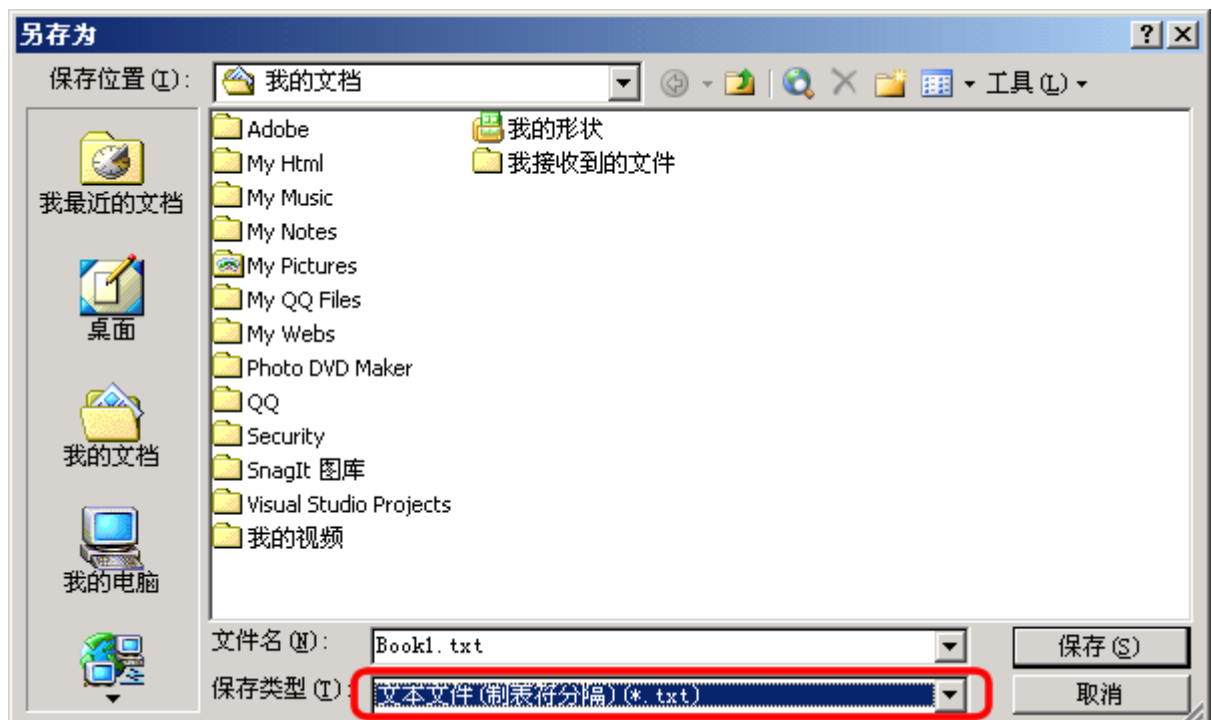 另存为
保存位置(I):
我的文档
工具(L)
我最近的文档
桌面
我的文档
我的电脑
Adobe
My Html
My Music
My Notes
My Pictures
My QQ Files
My Webs
Photo DVD Maker
QQ
Security
SnagIt 图库
Visual Studio Projects
我的视频
我的形状
我接收到的文件
文件名(N):
Book1.txt
保存(S)
保存类型(T):
文本文件(制表符分隔)(*.txt)
取消